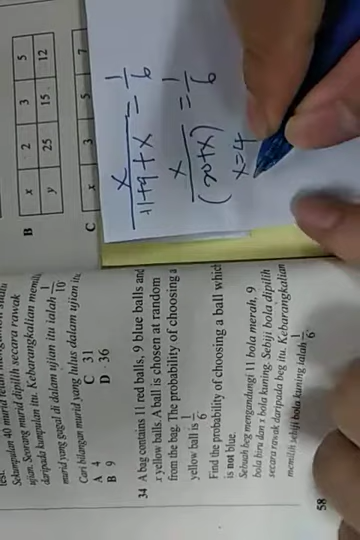 B
x 2 3 5
y 25 15 12
C
x 3 5 7
x/(11+9+x) = 1/6
x/(20+x) = 1/6
x=4
Sekumpulan 40 murid telah
ujian. Seorang murid dipilih secara rawak
daripada kumpulan itu. Kebarangkalian memilih
murid yang gagal di dalam ujian itu ialah 1/10.
Cari bilangan murid yang lulus dalam ujian itu.
A 4 C 31
B 9 D 36
34 A bag contains 11 red balls, 9 blue balls and
x yellow balls. A ball is chosen at random
from the bag. The probability of choosing a
yellow ball is 1/6.
Find the probability of choosing a ball which
is not blue.
Sebuah beg mengandungi 11 bola merah, 9
bola biru dan x bola kuning. Sebiji bola dipilih
secara rawak daripada beg itu. Kebarangkalian
memilih sebiji bola kuning ialah 1/6.
58